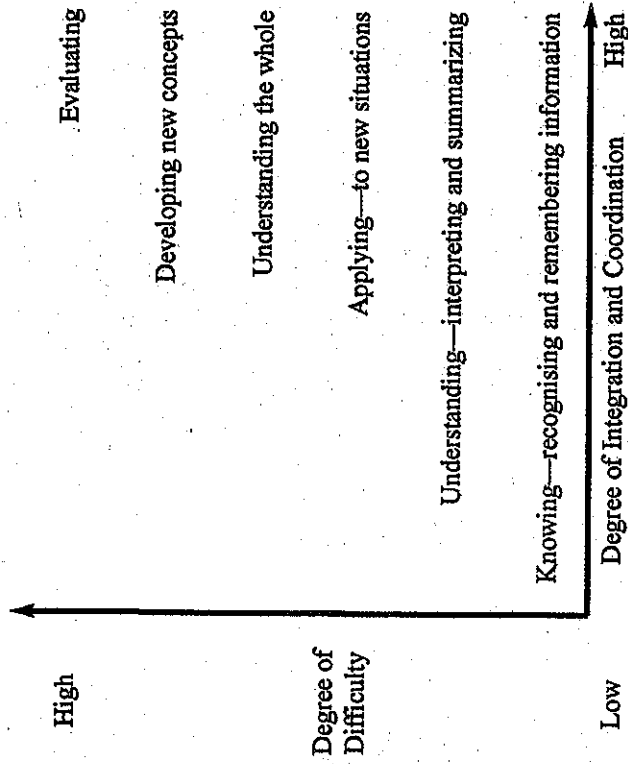 High
Evaluating
Developing new concepts
Understanding the whole
Degree of
Difficulty
Applying—to new situations
Understanding—interpreting and summarizing
Knowing—recognising and remembering information
Low
Degree of Integration and Coordination
High